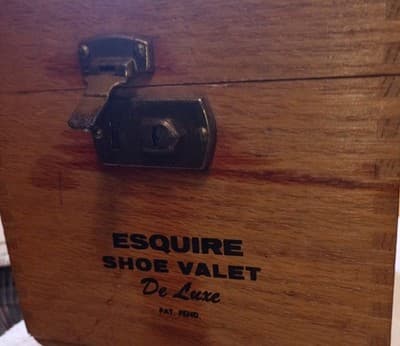 ESQUIRE
SHOE VALET
De Luxe
PAT. PEND